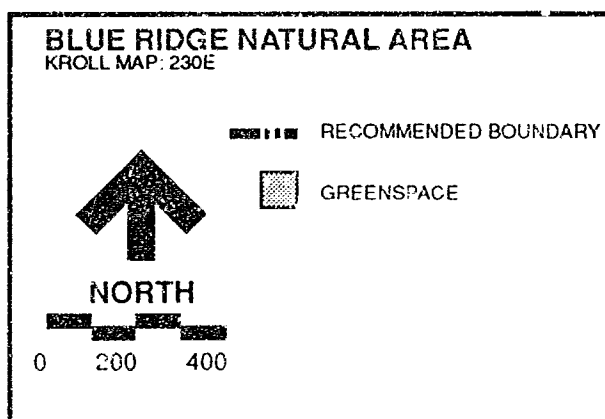 BLUE RIDGE NATURAL AREA
KROLL MAP: 230E
RECOMMENDED BOUNDARY
GREENSPACE
NORTH
0 200 400